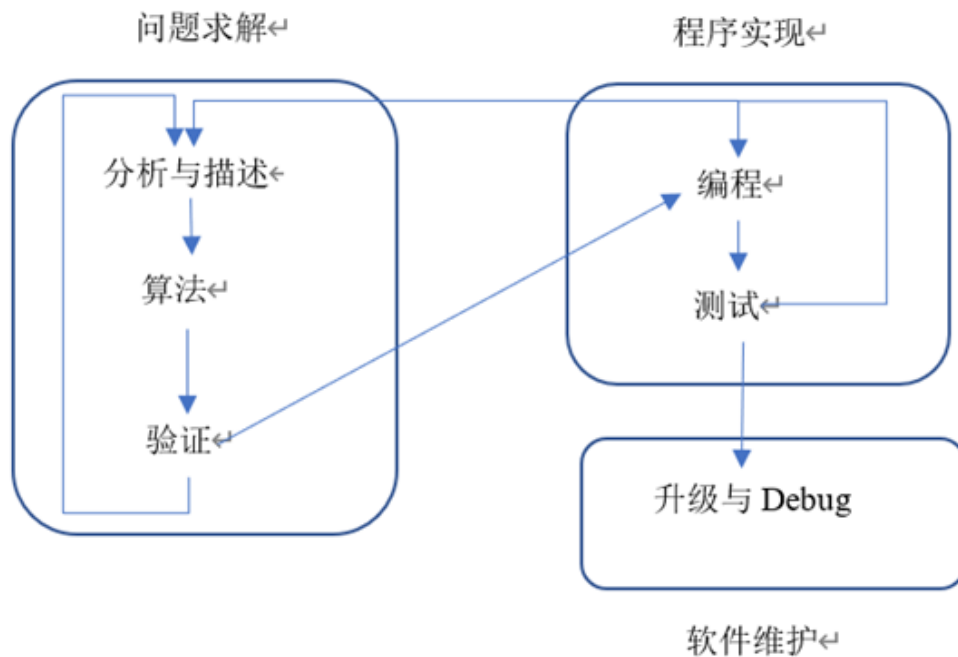 问题求解
程序实现
分析与描述
编程
算法
测试
验证
升级与 Debug
软件维护